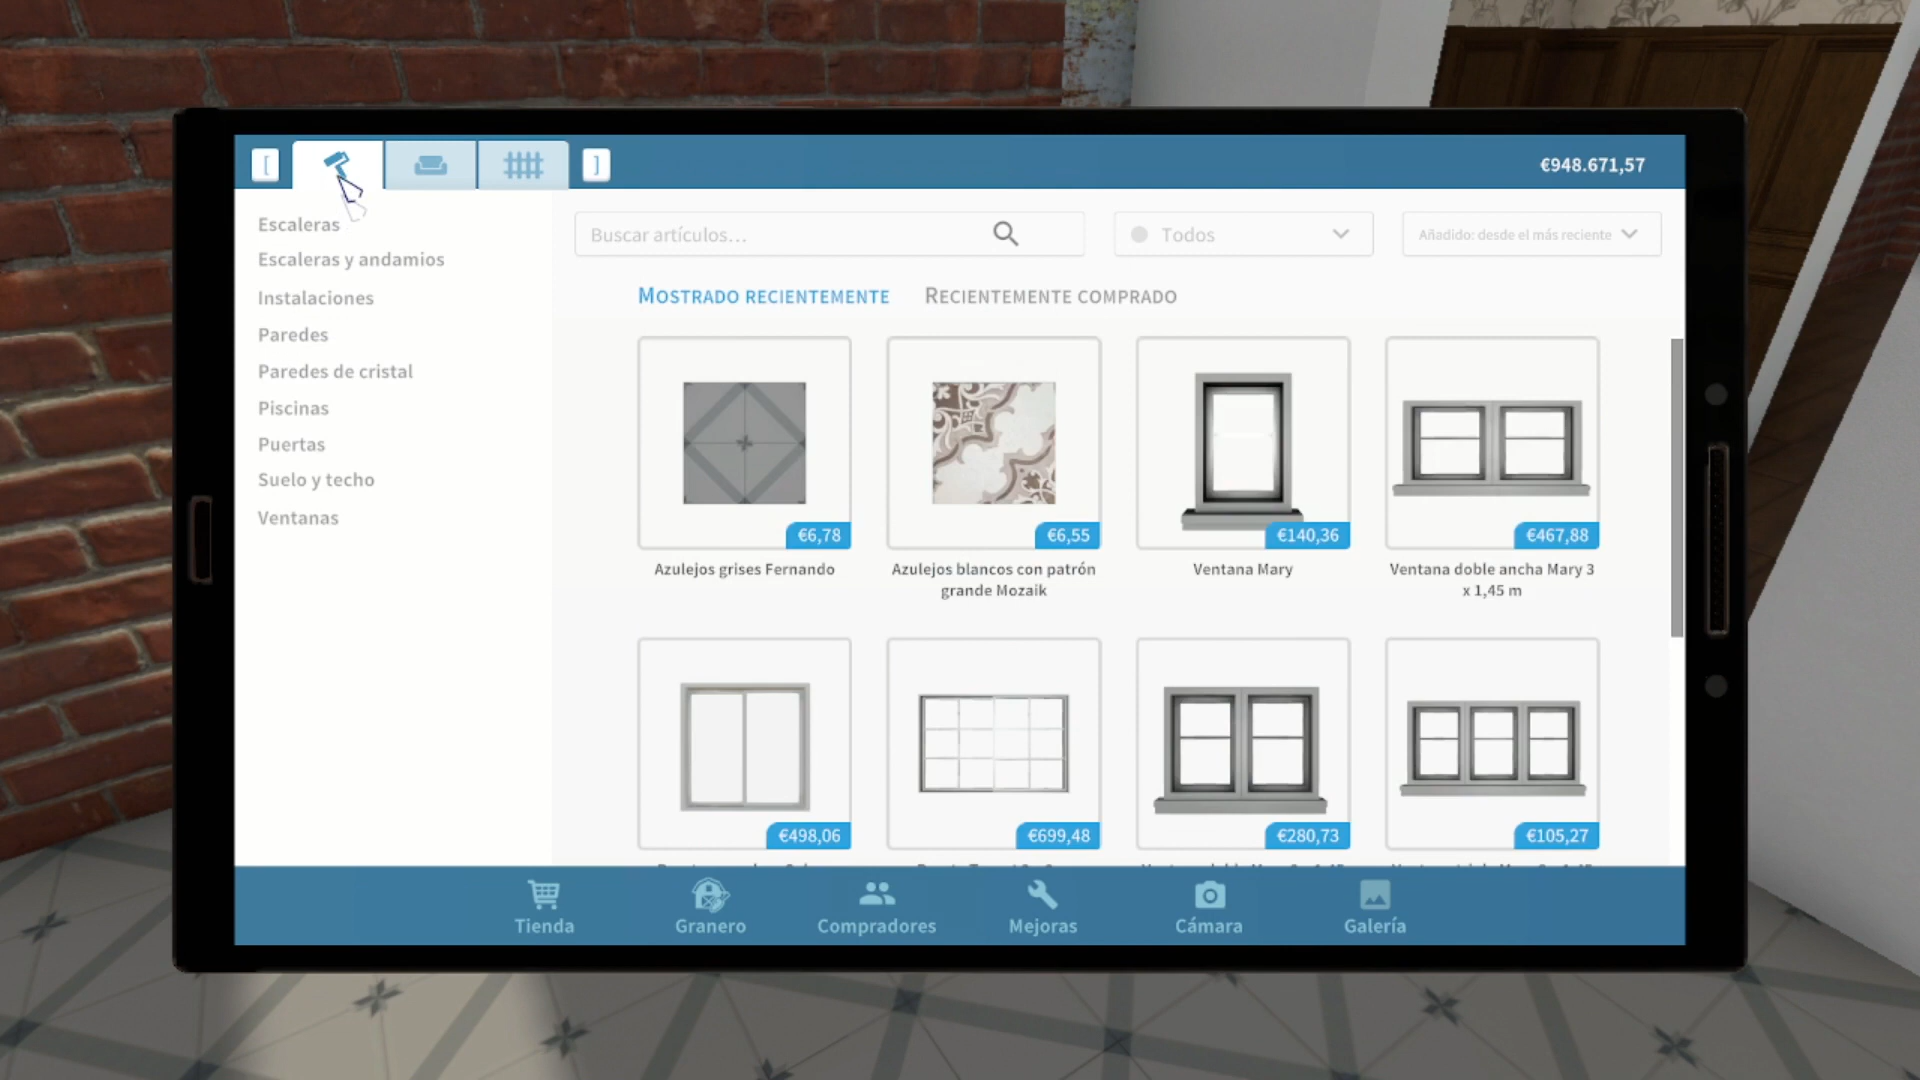 [
]
€948.671,57
Escaleras
Escaleras y andamios
Instalaciones
Paredes
Paredes de cristal
Piscinas
Puertas
Suelo y techo
Ventanas
Buscar artículos...
Todos
Añadido: desde el más reciente
MOSTRADO RECIENTEMENTE
RECIENTEMENTE COMPRADO
€6,78
€6,55
€140,36
€467,88
Azulejos grises Fernando
Azulejos blancos con patrón
grande Mozaik
Ventana Mary
Ventana doble ancha Mary 3
x 1,45 m
€498,06
€699,48
€280,73
€105,27
Tienda
Granero
Compradores
Mejoras
Cámara
Galería